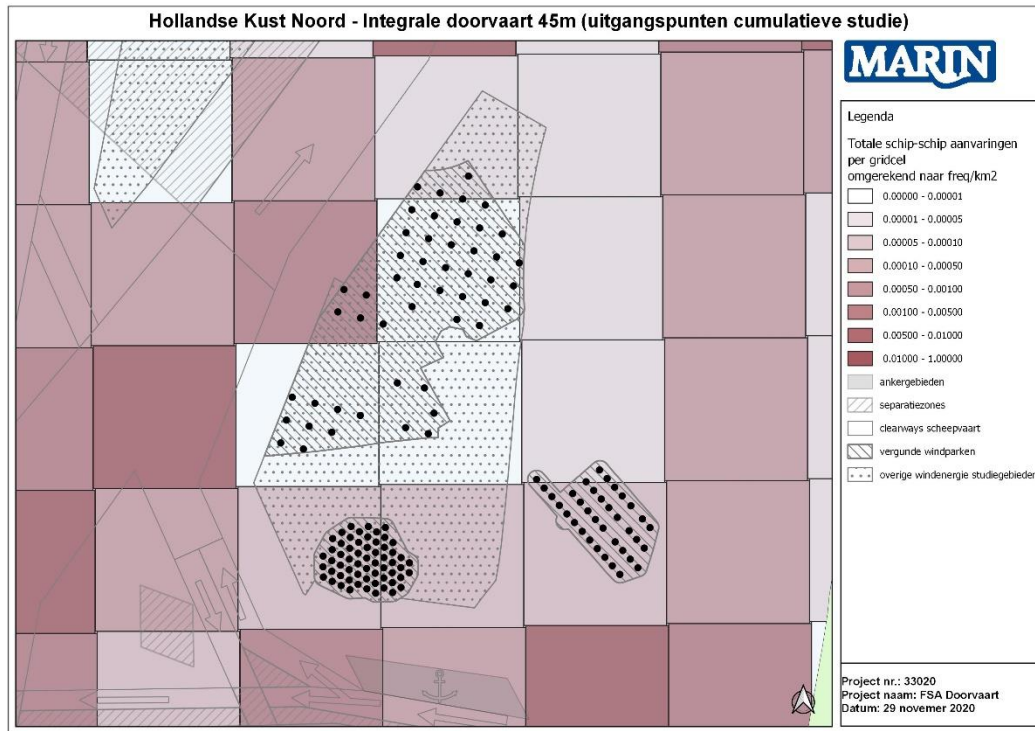 Hollandse Kust Noord - Integrale doorvaart 45m (uitgangspunten cumulatieve studie)
MARIN
Legenda
Totale schip-schip aanvaringen
per gridcel
omgerekend naar freq/km2
0.00000 - 0.00001
0.00001 - 0.00005
0.00005 - 0.00010
0.00010 - 0.00050
0.00050 - 0.00100
0.00100 - 0.00500
0.00500 - 0.01000
0.01000 - 1.00000
ankergebieden
separatiezones
clearways scheepvaart
vergunde windparken
overige windenergie studiegebieden
Project nr.: 33020
Project naam: FSA Doorvaart
Datum: 29 novemer 2020